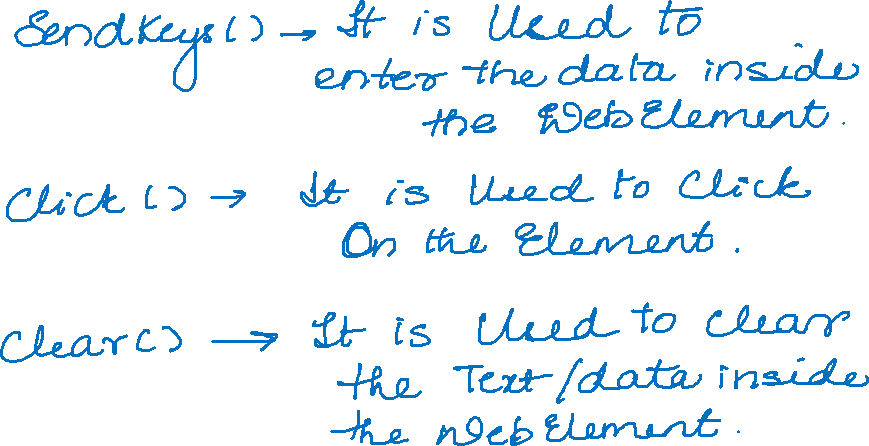 SendKeys() → It is Used to
enter the data inside
the WebElement.
Click() → It is Used to Click
On the Element.
Clear() → It is Used to clear
the Text/data inside
the WebElement.